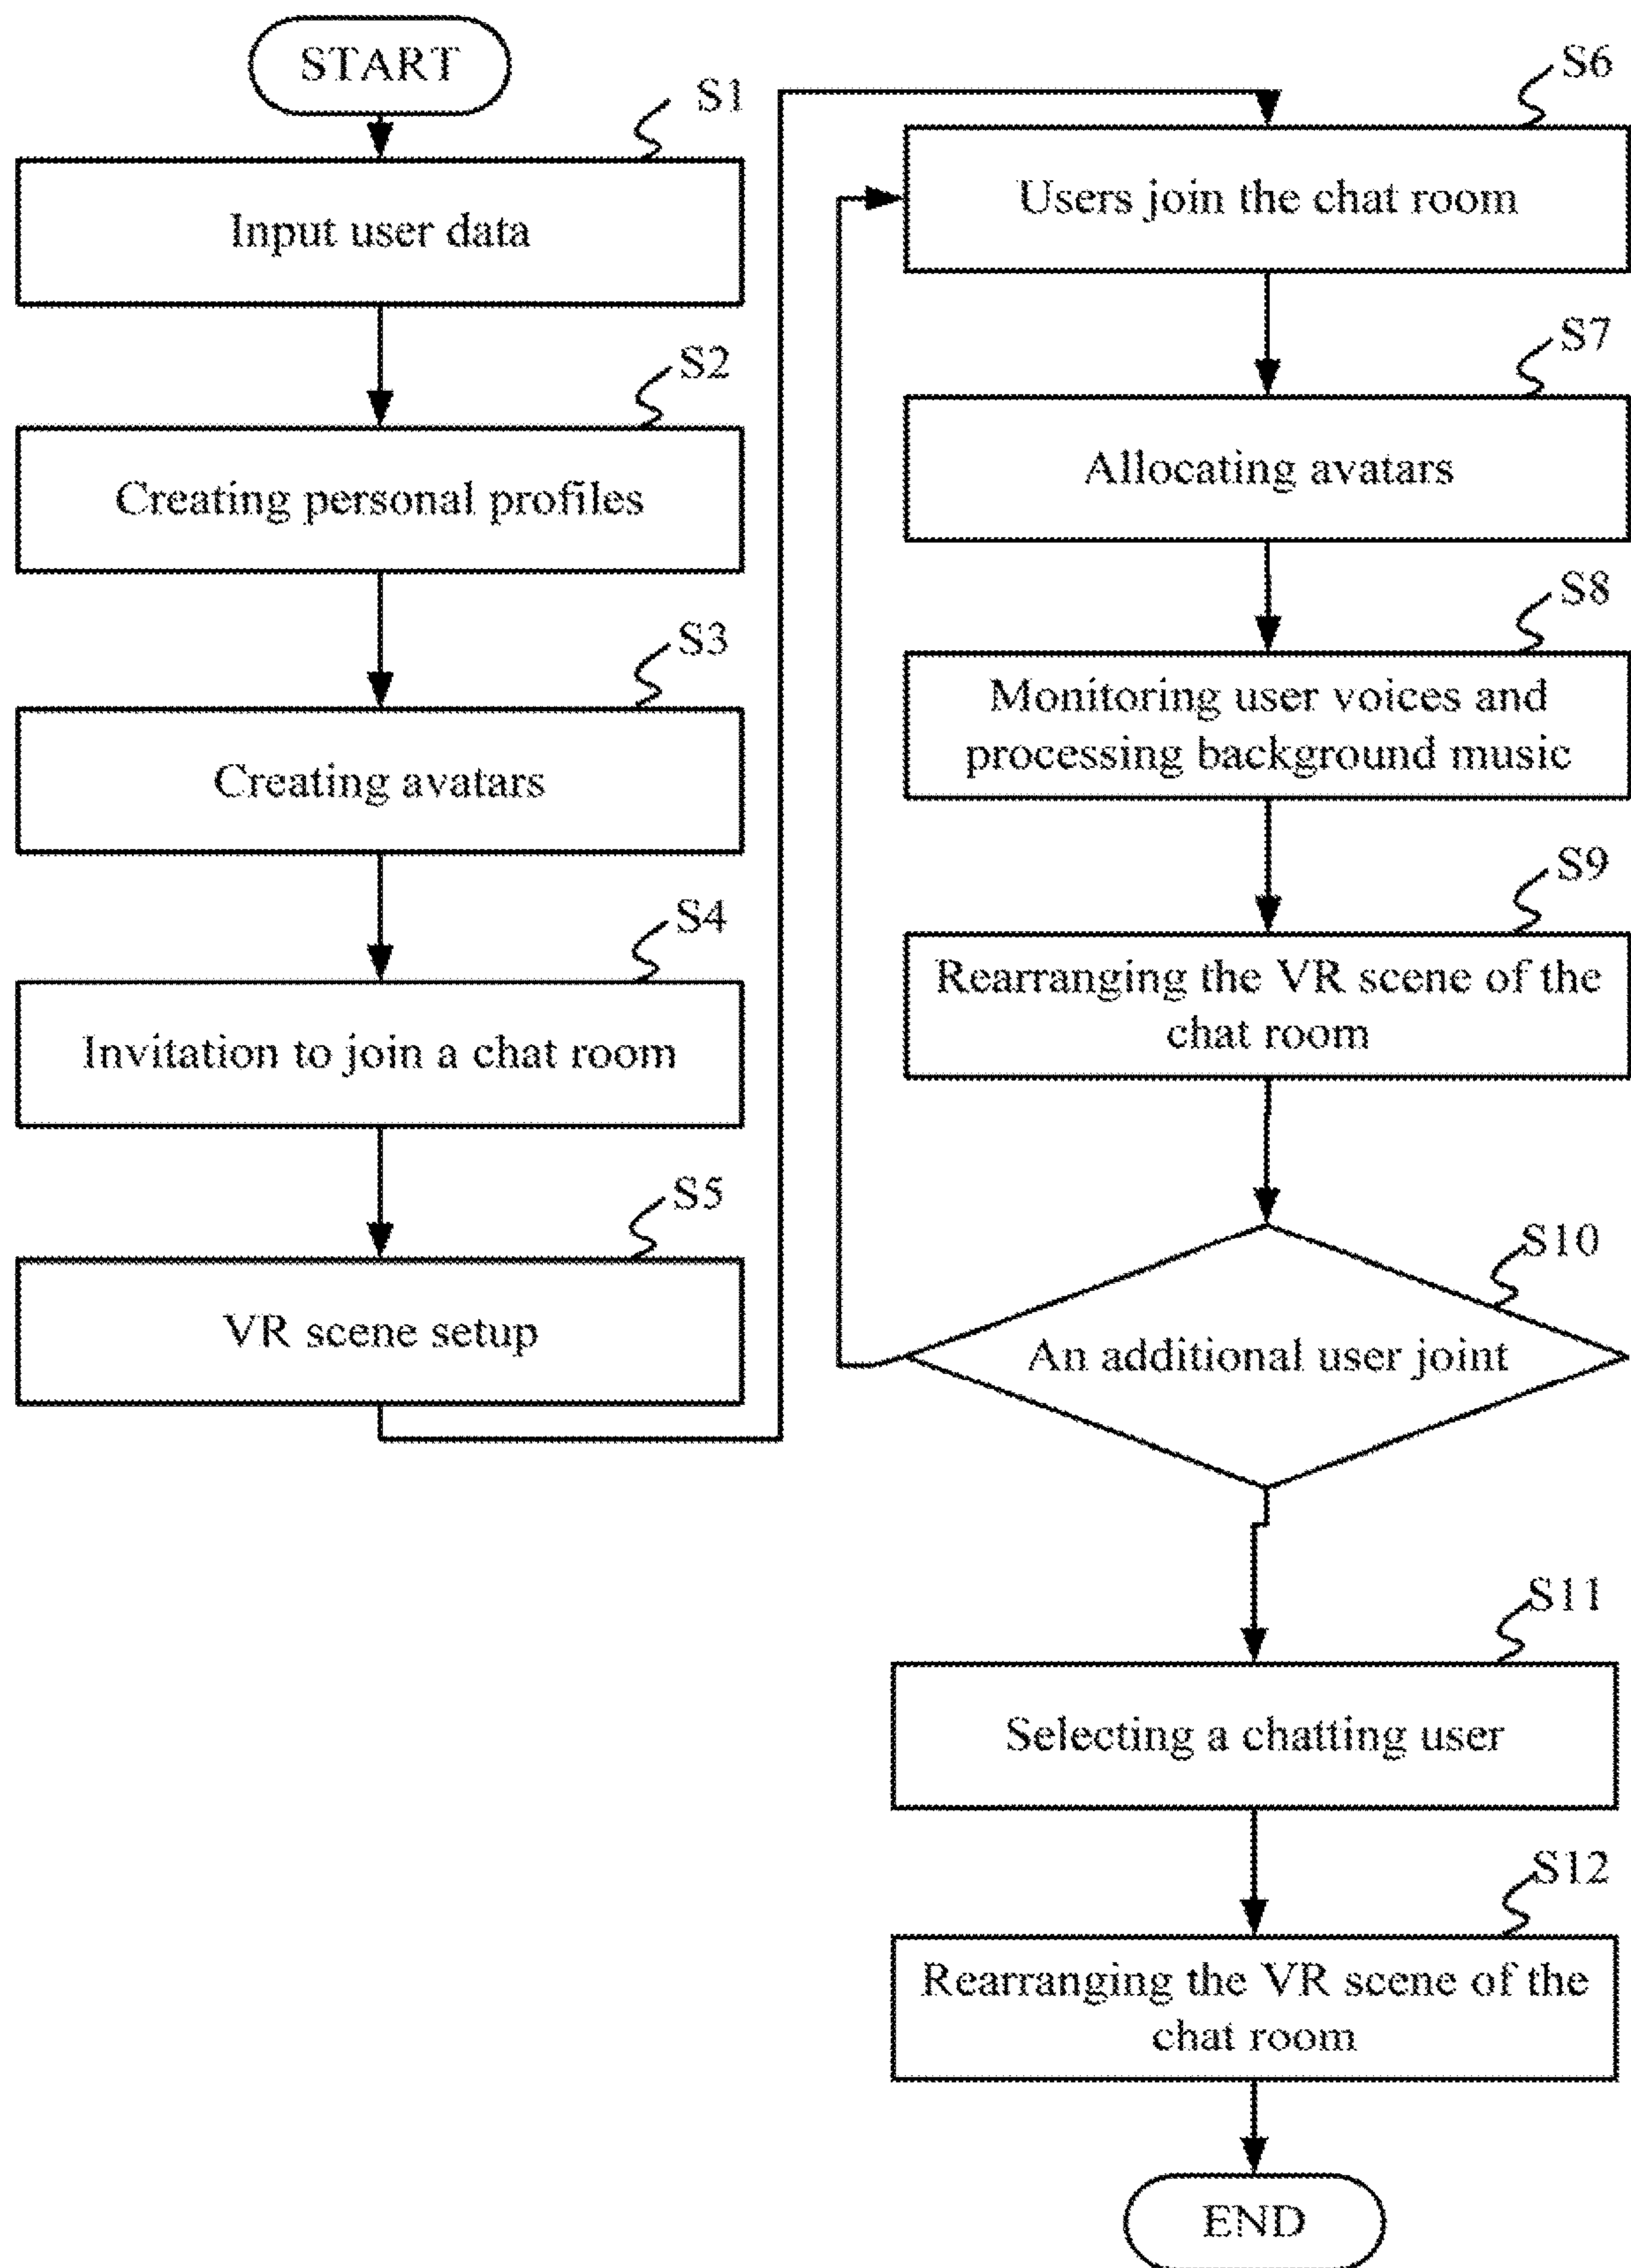 START
S1
Input user data
S2
Creating personal profiles
S3
Creating avatars
S4
Invitation to join a chat room
S5
VR scene setup
S6
Users join the chat room
S7
Allocating avatars
S8
Monitoring user voices and
processing background music
S9
Rearranging the VR scene of the
chat room
S10
An additional user joint
S11
Selecting a chatting user
S12
Rearranging the VR scene of the
chat room
END